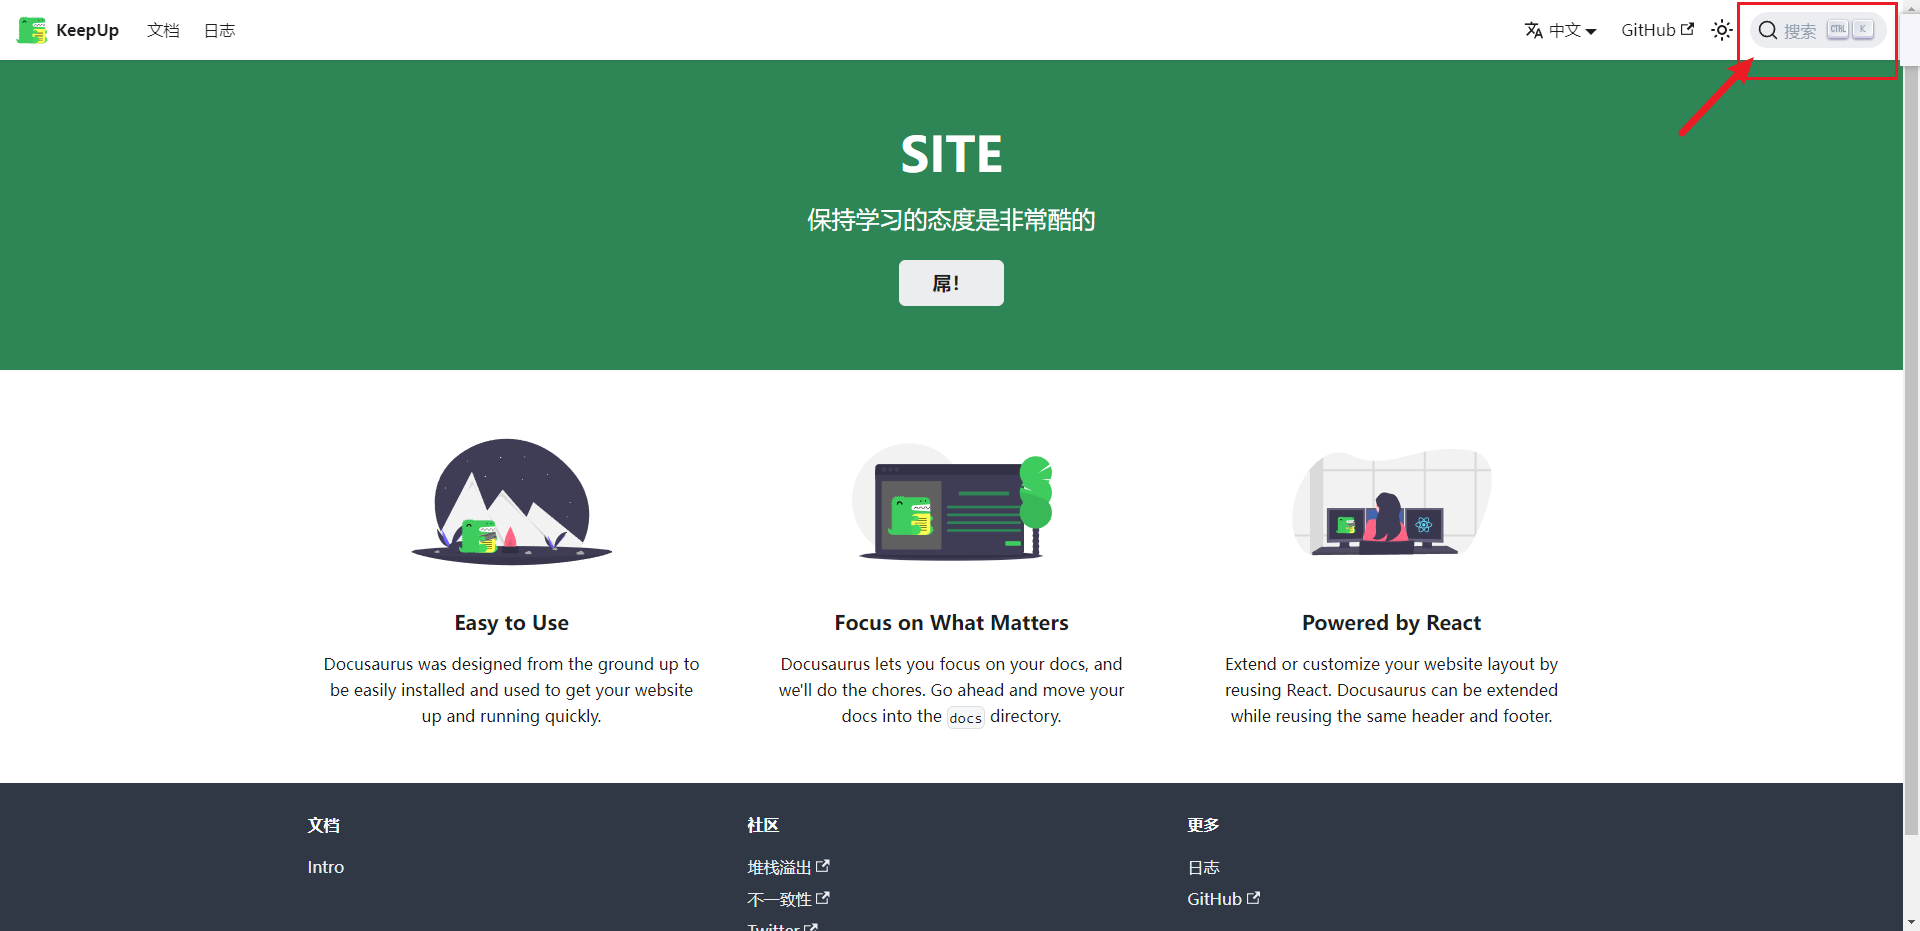 KeepUp 文档 日志 中文 GitHub 搜索 CTRL K
SITE
保持学习的态度是非常酷的
屌！
Easy to Use
Docusaurus was designed from the ground up to
be easily installed and used to get your website
up and running quickly.
Focus on What Matters
Docusaurus lets you focus on your docs, and
we'll do the chores. Go ahead and move your
docs into the docs directory.
Powered by React
Extend or customize your website layout by
reusing React. Docusaurus can be extended
while reusing the same header and footer.
文档
Intro
社区
堆栈溢出
不一致性
Twitter
更多
日志
GitHub